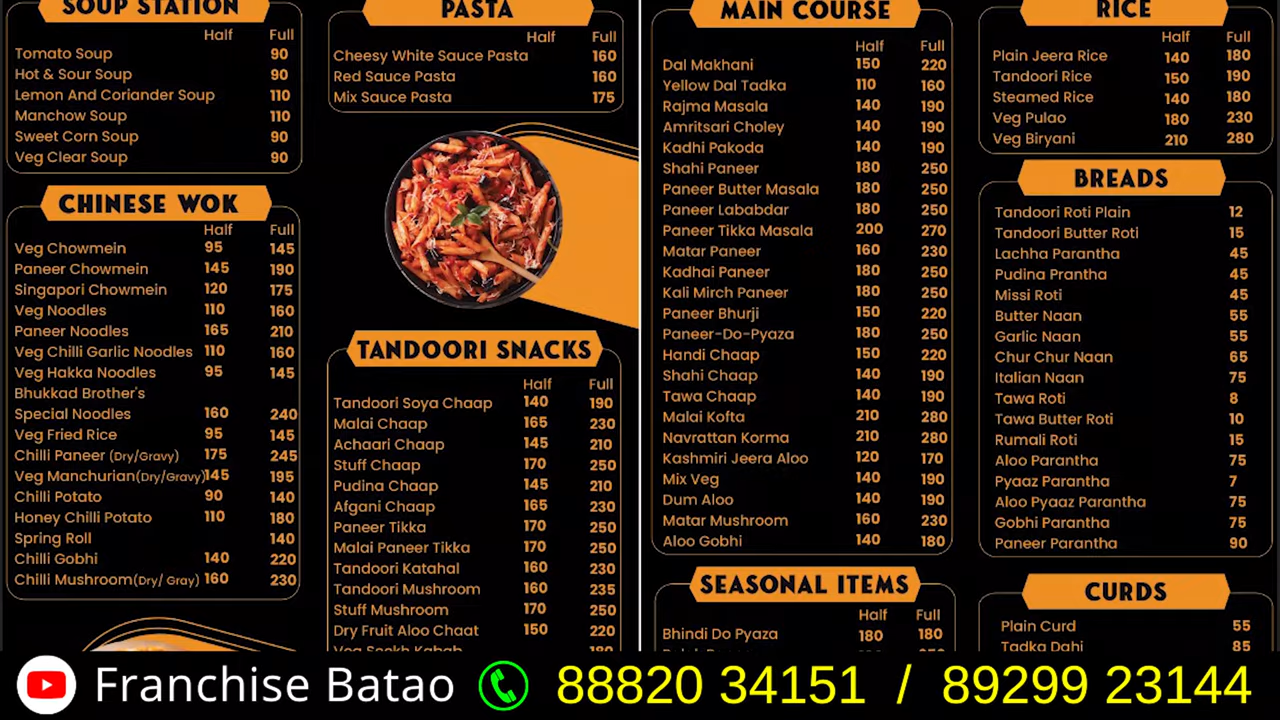 SOUP STATION
Half Full
Tomato Soup 90
Hot & Sour Soup 90
Lemon And Coriander Soup 110
Manchow Soup 110
Sweet Corn Soup 90
Veg Clear Soup 90
CHINESE WOK
Half Full
Veg Chowmein 95 145
Paneer Chowmein 145 190
Singapori Chowmein 120 175
Veg Noodles 110 160
Paneer Noodles 165 210
Veg Chilli Garlic Noodles 110 160
Veg Hakka Noodles 95 145
Bhukkad Brother's
Special Noodles 160 240
Veg Fried Rice 95 145
Chilli Paneer (Dry/Gravy) 175 245
Veg Manchurian(Dry/Gravy) 145 195
Chilli Potato 90 140
Honey Chilli Potato 110 180
Spring Roll 140
Chilli Gobhi 140 220
Chilli Mushroom(Dry/ Gray) 160 230
PASTA
Half Full
Cheesy White Sauce Pasta 160
Red Sauce Pasta 160
Mix Sauce Pasta 175
TANDOORI SNACKS
Half Full
Tandoori Soya Chaap 140 190
Malai Chaap 165 230
Achaari Chaap 145 210
Stuff Chaap 170 250
Pudina Chaap 145 210
Afgani Chaap 165 230
Paneer Tikka 170 250
Malai Paneer Tikka 170 250
Tandoori Katahal 160 230
Tandoori Mushroom 160 235
Stuff Mushroom 170 250
Dry Fruit Aloo Chaat 150 220
Veg Seekh Kabab 180
MAIN COURSE
Half Full
Dal Makhani 150 220
Yellow Dal Tadka 110 160
Rajma Masala 140 190
Amritsari Choley 140 190
Kadhi Pakoda 140 190
Shahi Paneer 180 250
Paneer Butter Masala 180 250
Paneer Lababdar 180 250
Paneer Tikka Masala 200 270
Matar Paneer 160 230
Kadhai Paneer 180 250
Kali Mirch Paneer 180 250
Paneer Bhurji 150 220
Paneer-Do-Pyaza 180 250
Handi Chaap 150 220
Shahi Chaap 140 190
Tawa Chaap 140 190
Malai Kofta 210 280
Navrattan Korma 210 280
Kashmiri Jeera Aloo 120 170
Mix Veg 140 190
Dum Aloo 140 190
Matar Mushroom 160 230
Aloo Gobhi 140 180
SEASONAL ITEMS
Half Full
Bhindi Do Pyaza 180 180
RICE
Half Full
Plain Jeera Rice 140 180
Tandoori Rice 150 190
Steamed Rice 140 180
Veg Pulao 180 230
Veg Biryani 210 280
BREADS
Tandoori Roti Plain 12
Tandoori Butter Roti 15
Lachha Parantha 45
Pudina Prantha 45
Missi Roti 45
Butter Naan 55
Garlic Naan 55
Chur Chur Naan 65
Italian Naan 75
Tawa Roti 8
Tawa Butter Roti 10
Rumali Roti 15
Aloo Parantha 75
Pyaaz Parantha 7
Aloo Pyaaz Parantha 75
Gobhi Parantha 75
Paneer Parantha 90
CURDS
Plain Curd 55
Tadka Dahi 85
Franchise Batao 88820 34151 / 89299 23144